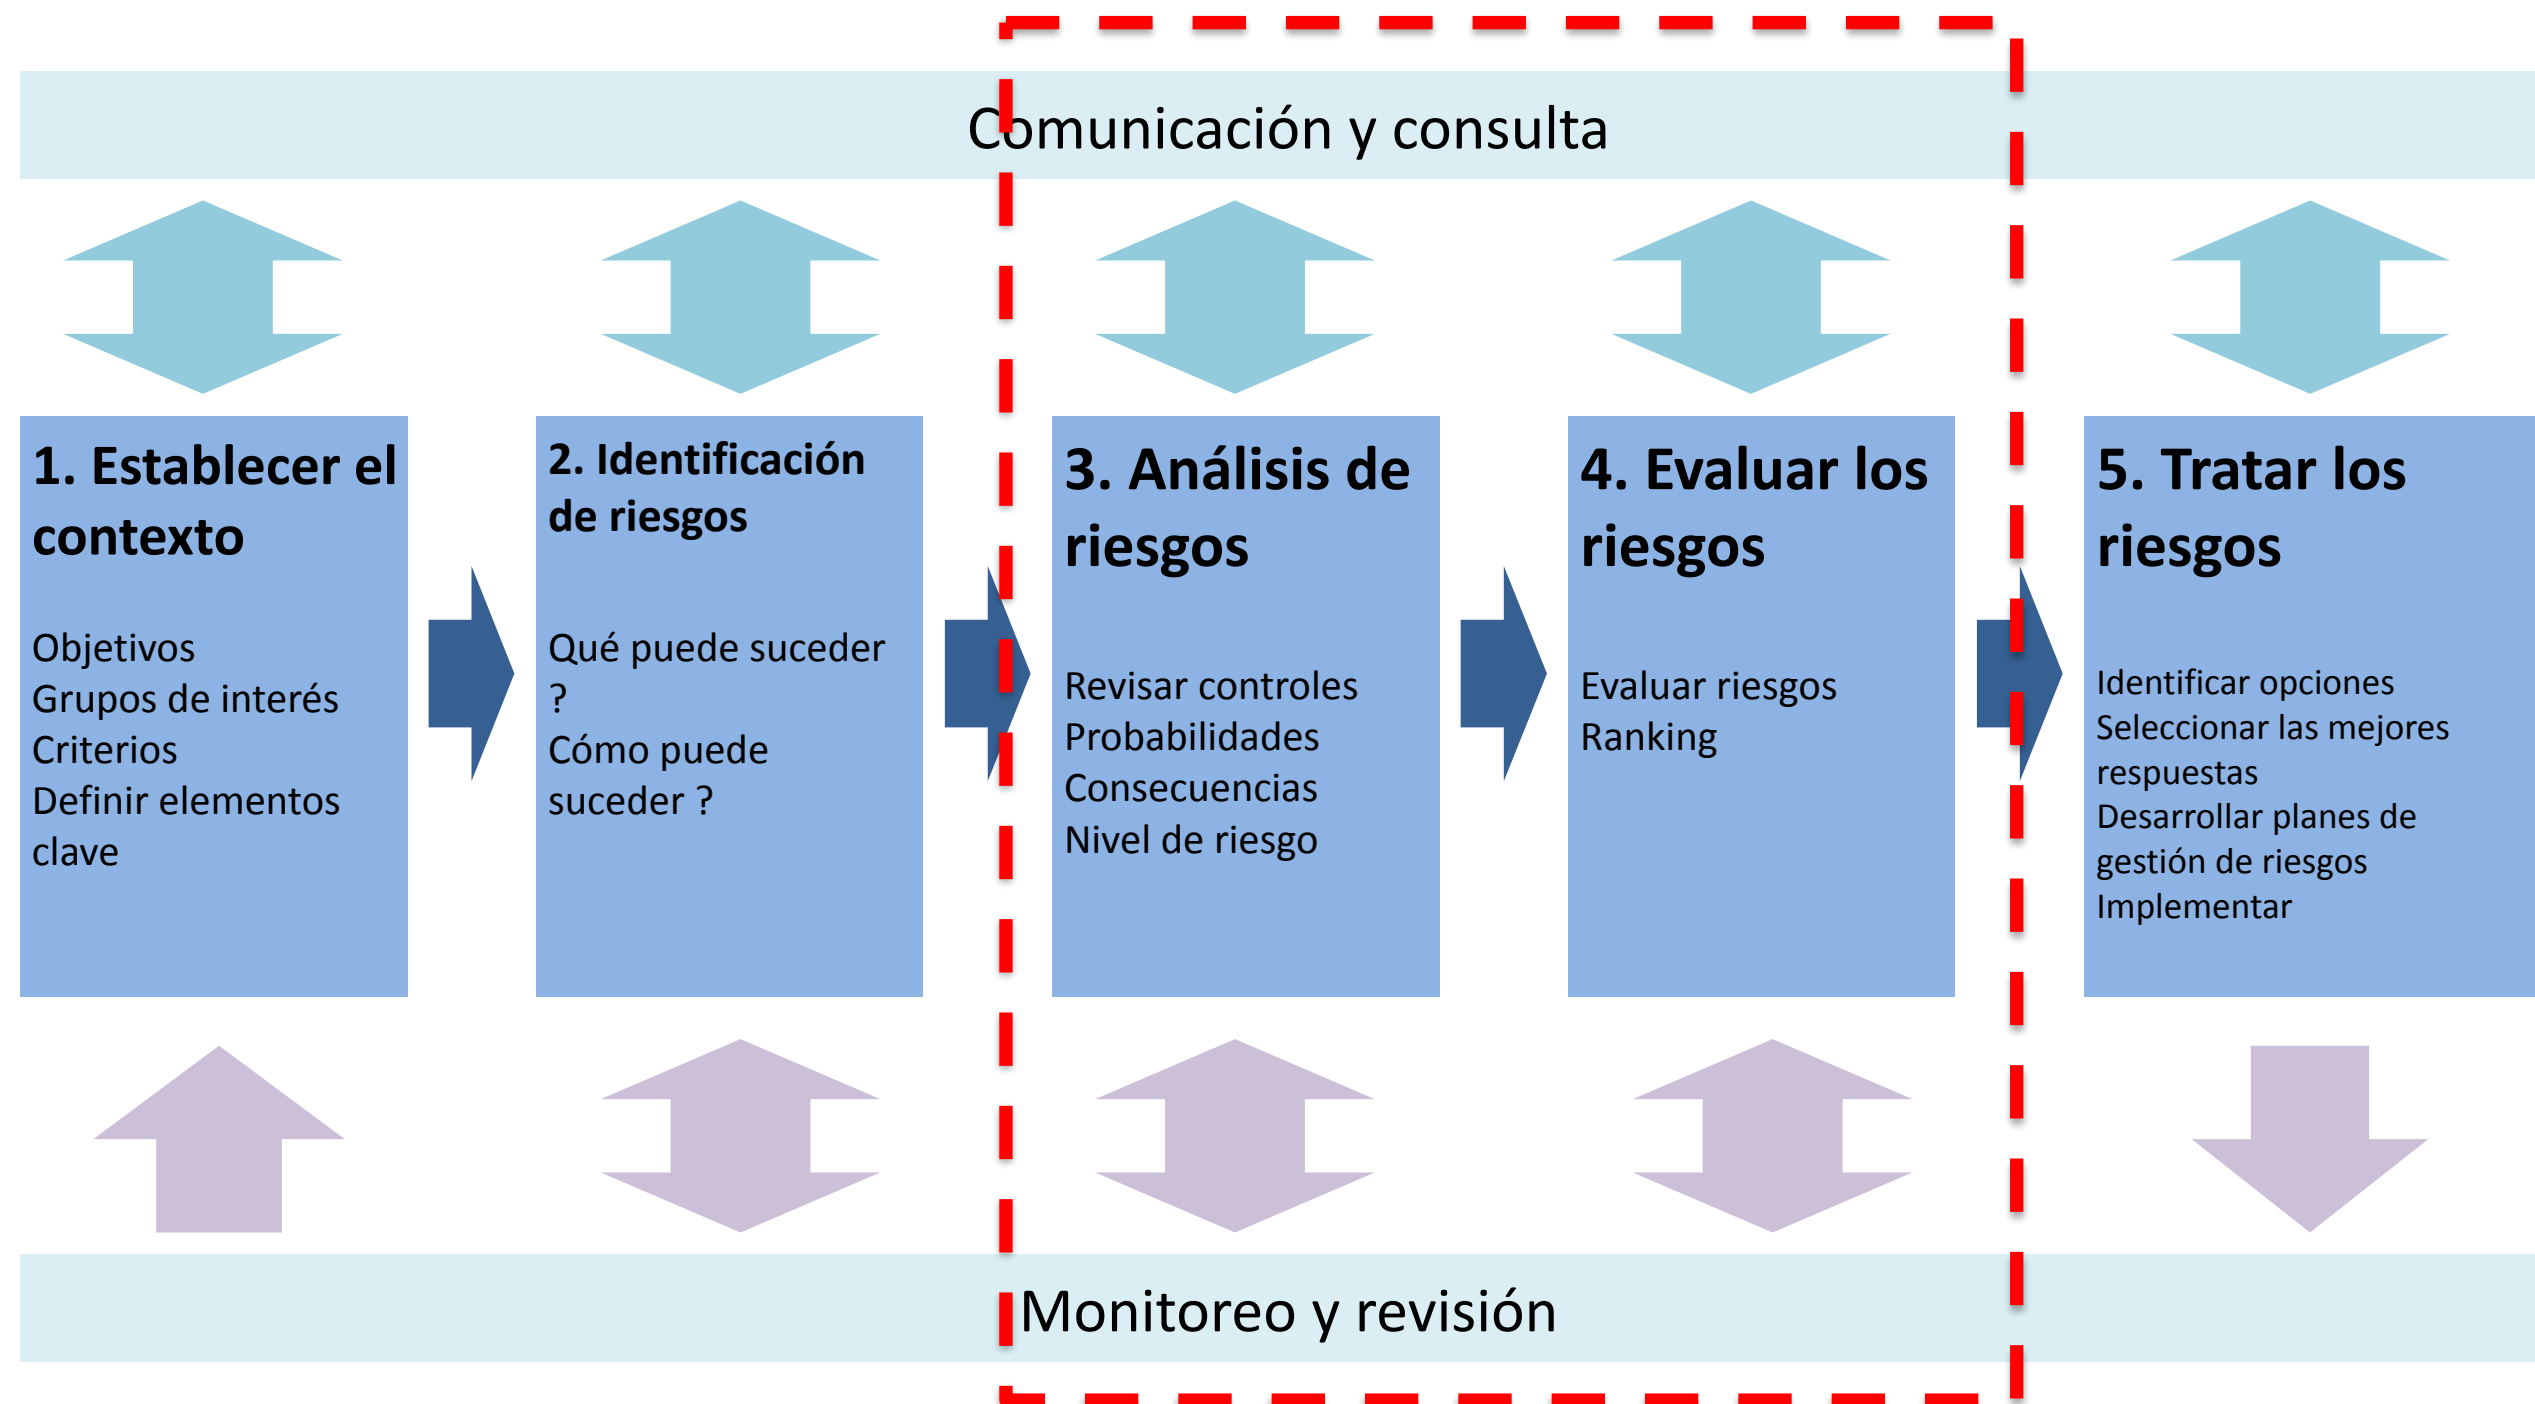 Comunicación y consulta
1. Establecer el
contexto
Objetivos
Grupos de interés
Criterios
Definir elementos
clave
2. Identificación
de riesgos
Qué puede suceder
?
Cómo puede
suceder ?
3. Análisis de
riesgos
Revisar controles
Probabilidades
Consecuencias
Nivel de riesgo
4. Evaluar los
riesgos
Evaluar riesgos
Ranking
5. Tratar los
riesgos
Identificar opciones
Seleccionar las mejores
respuestas
Desarrollar planes de
gestión de riesgos
Implementar
Monitoreo y revisión